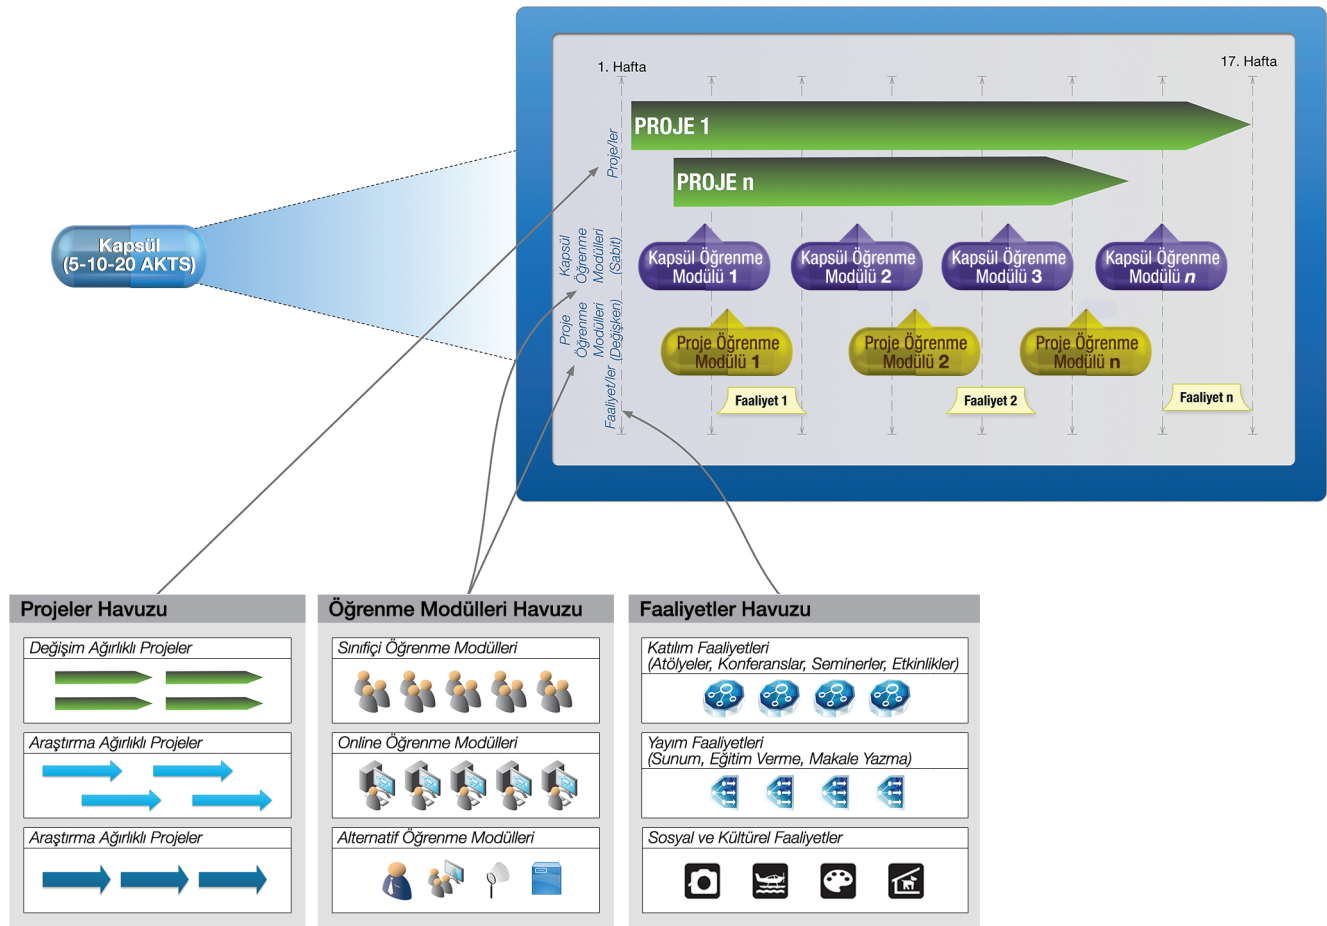 1. Hafta
17. Hafta
PROJE 1
PROJE n
Proje/ler
Kapsül
Öğrenme
Modülleri
(Sabit)
Proje
Öğrenme
Modülleri
(Değişken)
Faaliyet/ler
Kapsül
(5-10-20 AKTS)
Kapsül Öğrenme
Modülü 1
Kapsül Öğrenme
Modülü 2
Kapsül Öğrenme
Modülü 3
Kapsül Öğrenme
Modülü n
Proje Öğrenme
Modülü 1
Proje Öğrenme
Modülü 2
Proje Öğrenme
Modülü n
Faaliyet 1
Faaliyet 2
Faaliyet n
Projeler Havuzu
Değişim Ağırlıklı Projeler
Araştırma Ağırlıklı Projeler
Araştırma Ağırlıklı Projeler
Öğrenme Modülleri Havuzu
Sınıfiçi Öğrenme Modülleri
Online Öğrenme Modülleri
Alternatif Öğrenme Modülleri
Faaliyetler Havuzu
Katılım Faaliyetleri
(Atölyeler, Konferanslar, Seminerler, Etkinlikler)
Yayım Faaliyetleri
(Sunum, Eğitim Verme, Makale Yazma)
Sosyal ve Kültürel Faaliyetler